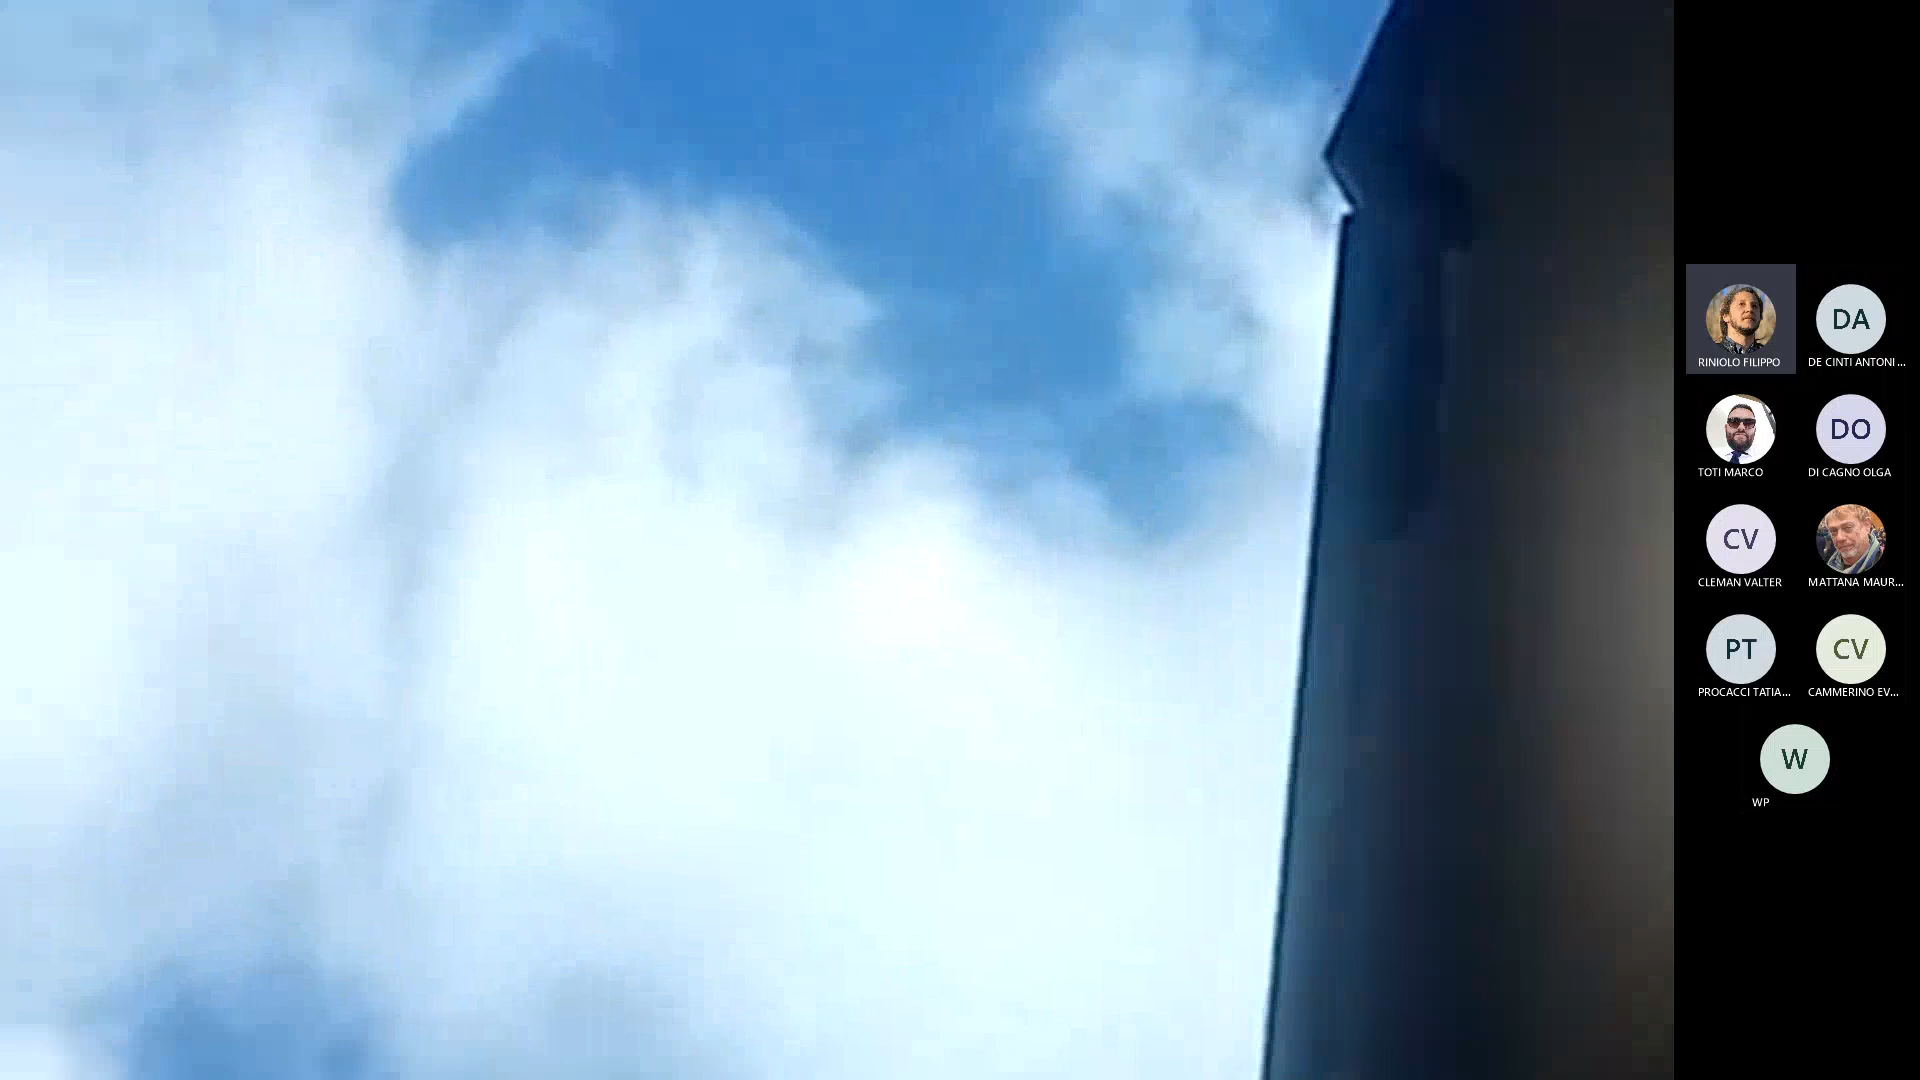 RINIOLO FILIPPO
DA
DE CINTI ANTONI...
TOTI MARCO
DO
DI CAGNO OLGA
CV
CLEMAN VALTER
MATTANA MAUR...
PT
PROCACCI TATIA...
CV
CAMMERINO EV...
W
WP